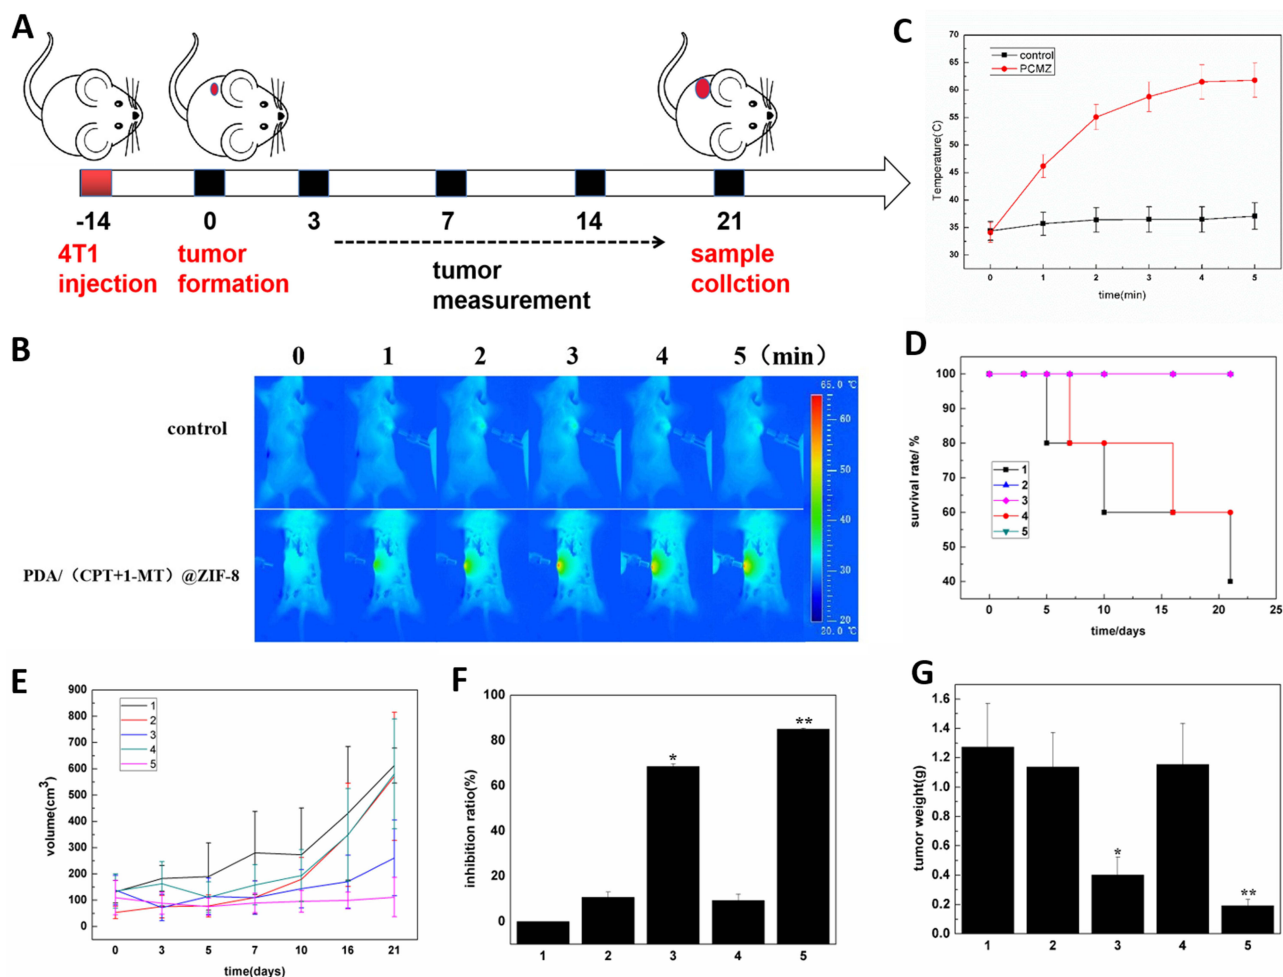 A
-14
0
3
7
14
21
4T1
injection
tumor
formation
tumor
measurement
sample
collction
B
0 1 2 3 4 5（min）
control
PDA/（CPT+1-MT）@ZIF-8
65.0 ℃
60
50
40
30
20
20.0 ℃
C
control
PCMZ
Temperature(C)
70
65
60
55
50
45
40
35
30
0 1 2 3 4 5
time(min)
D
survival rate/ %
100
90
80
70
60
50
40
1
2
3
4
5
0 5 10 15 20 25
time/days
E
volume(cm³)
900
800
700
600
500
400
300
200
100
0
1
2
3
4
5
0 3 5 7 10 16 21
time(days)
F
inhibition ratio(%)
100
80
60
40
20
0
*
**
1 2 3 4 5
G
tumor weight(g)
1.6
1.4
1.2
1.0
0.8
0.6
0.4
0.2
0.0
*
**
1 2 3 4 5